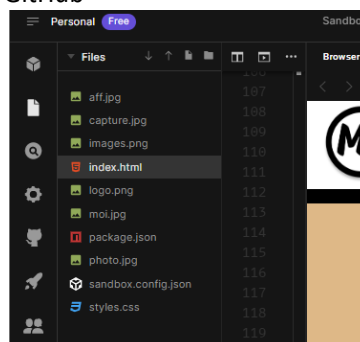 GitHub
Personal Free
Sandbo
Files
Browser
aff.jpg
capture.jpg
images.png
index.html
logo.png
moi.jpg
package.json
photo.jpg
sandbox.config.json
styles.css
106
107
108
109
110
111
112
113
114
115
116
117
118
119
M